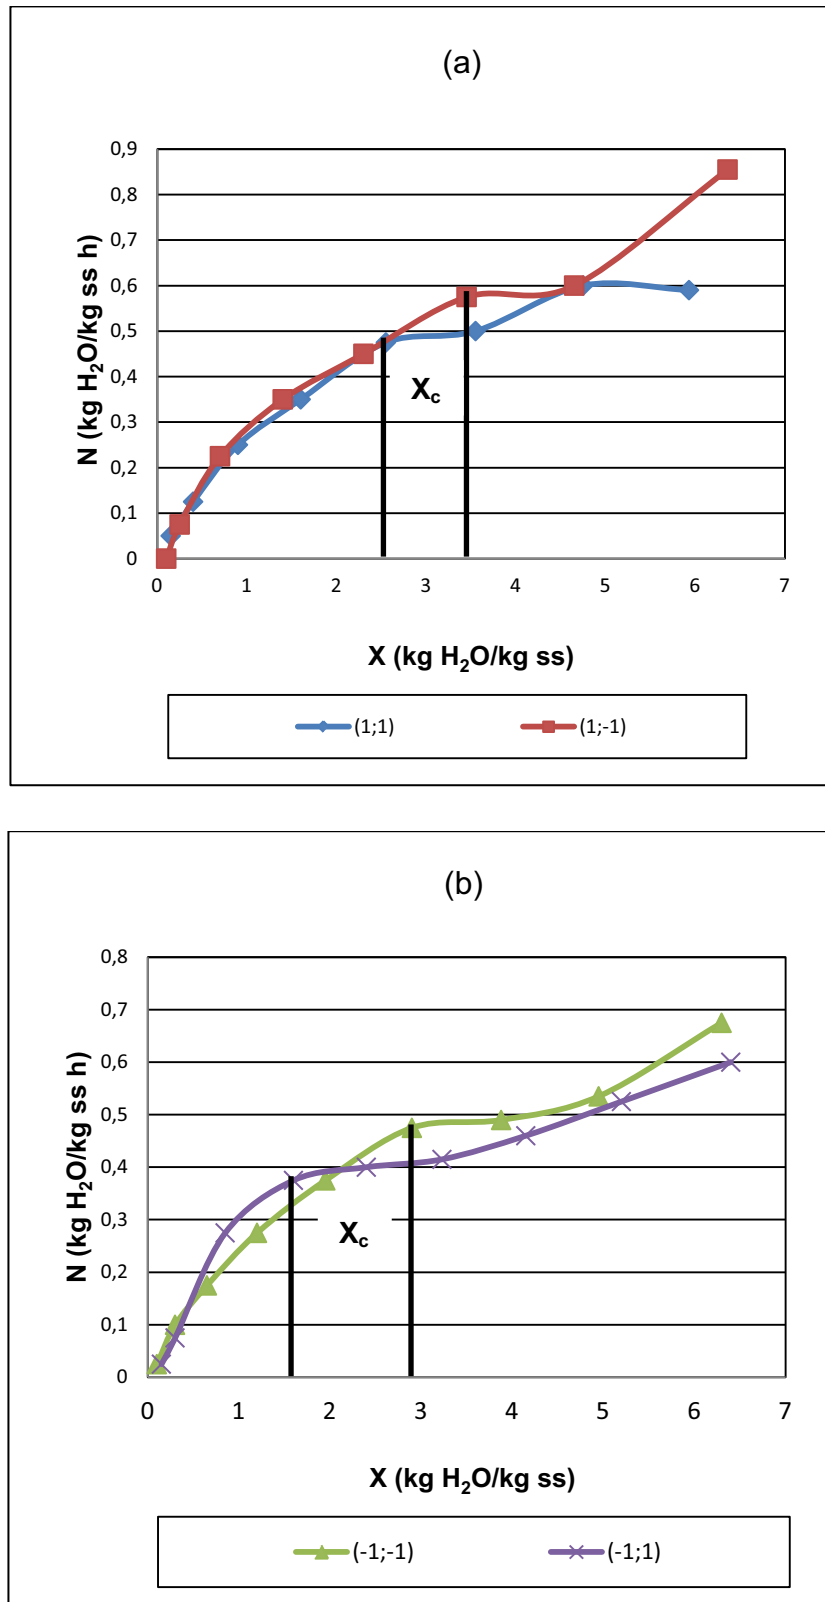 (a)
N (kg H₂O/kg ss h)
0,9
0,8
0,7
0,6
0,5
0,4
0,3
0,2
0,1
0
Xc
0 1 2 3 4 5 6 7
X (kg H₂O/kg ss)
(1;1) (1;-1)
(b)
N (kg H₂O/kg ss h)
0,8
0,7
0,6
0,5
0,4
0,3
0,2
0,1
0
Xc
0 1 2 3 4 5 6 7
X (kg H₂O/kg ss)
(-1;-1) (-1;1)